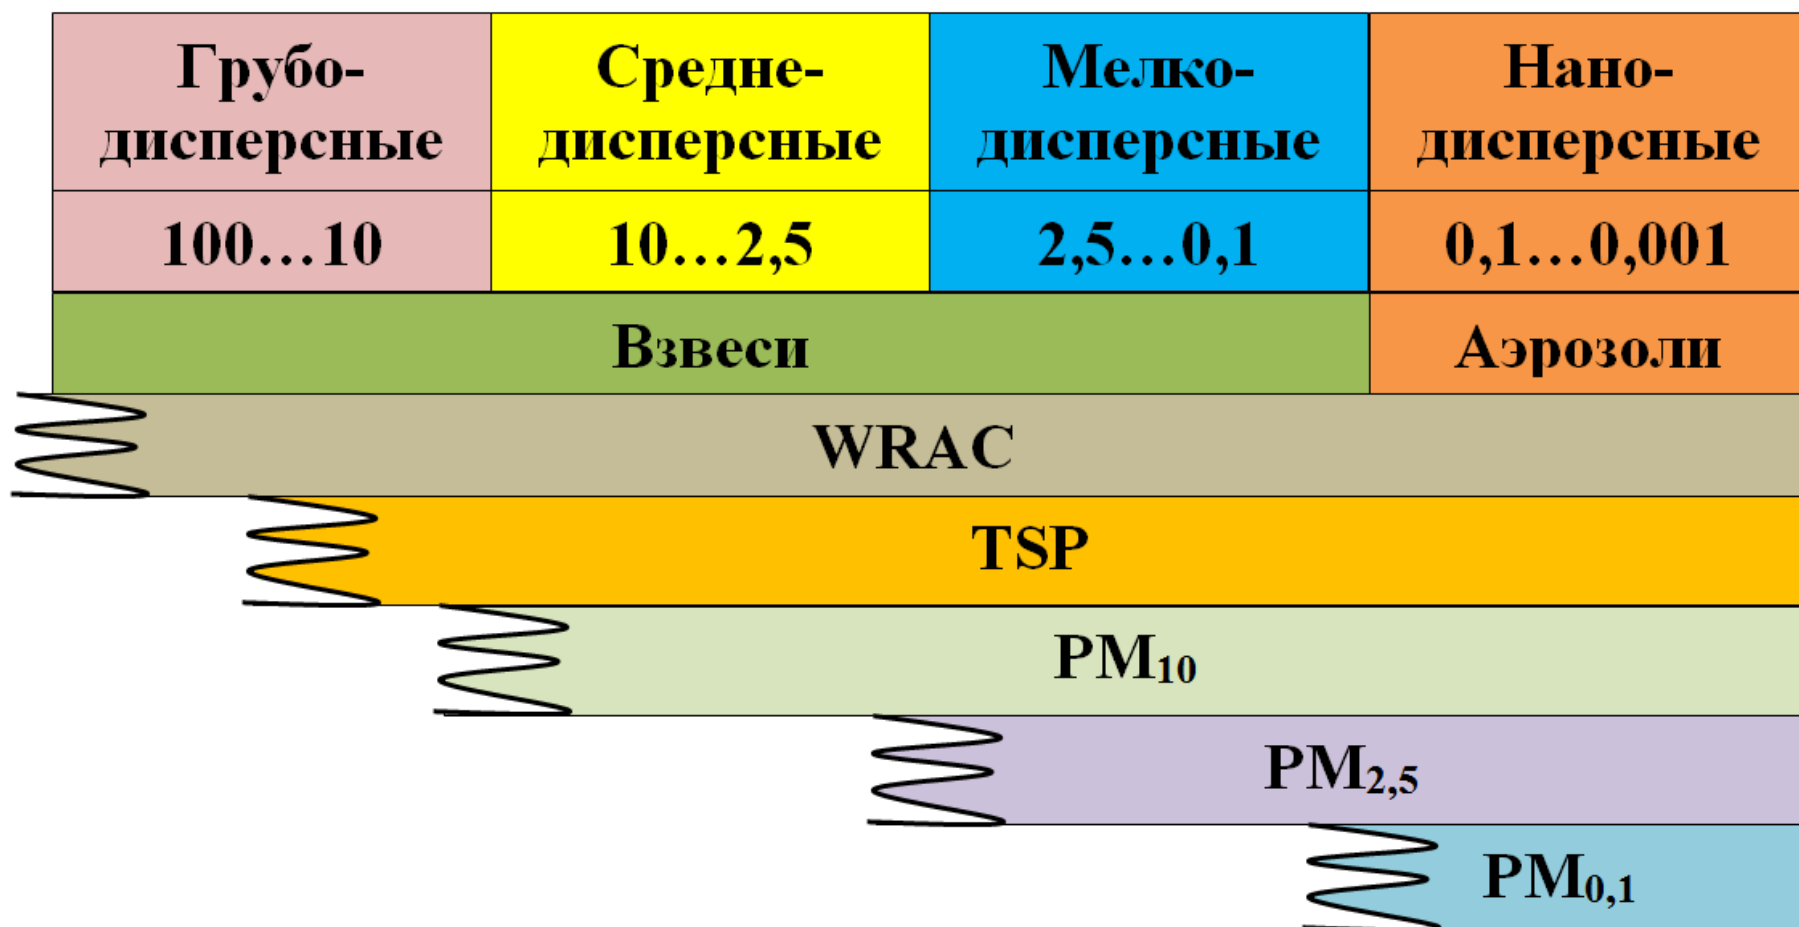 Грубо-
дисперсные
Средне-
дисперсные
Мелко-
дисперсные
Нано-
дисперсные
100…10
10…2,5
2,5…0,1
0,1…0,001
Взвеси
Аэрозоли
WRAC
TSP
PM10
PM2,5
PM0,1